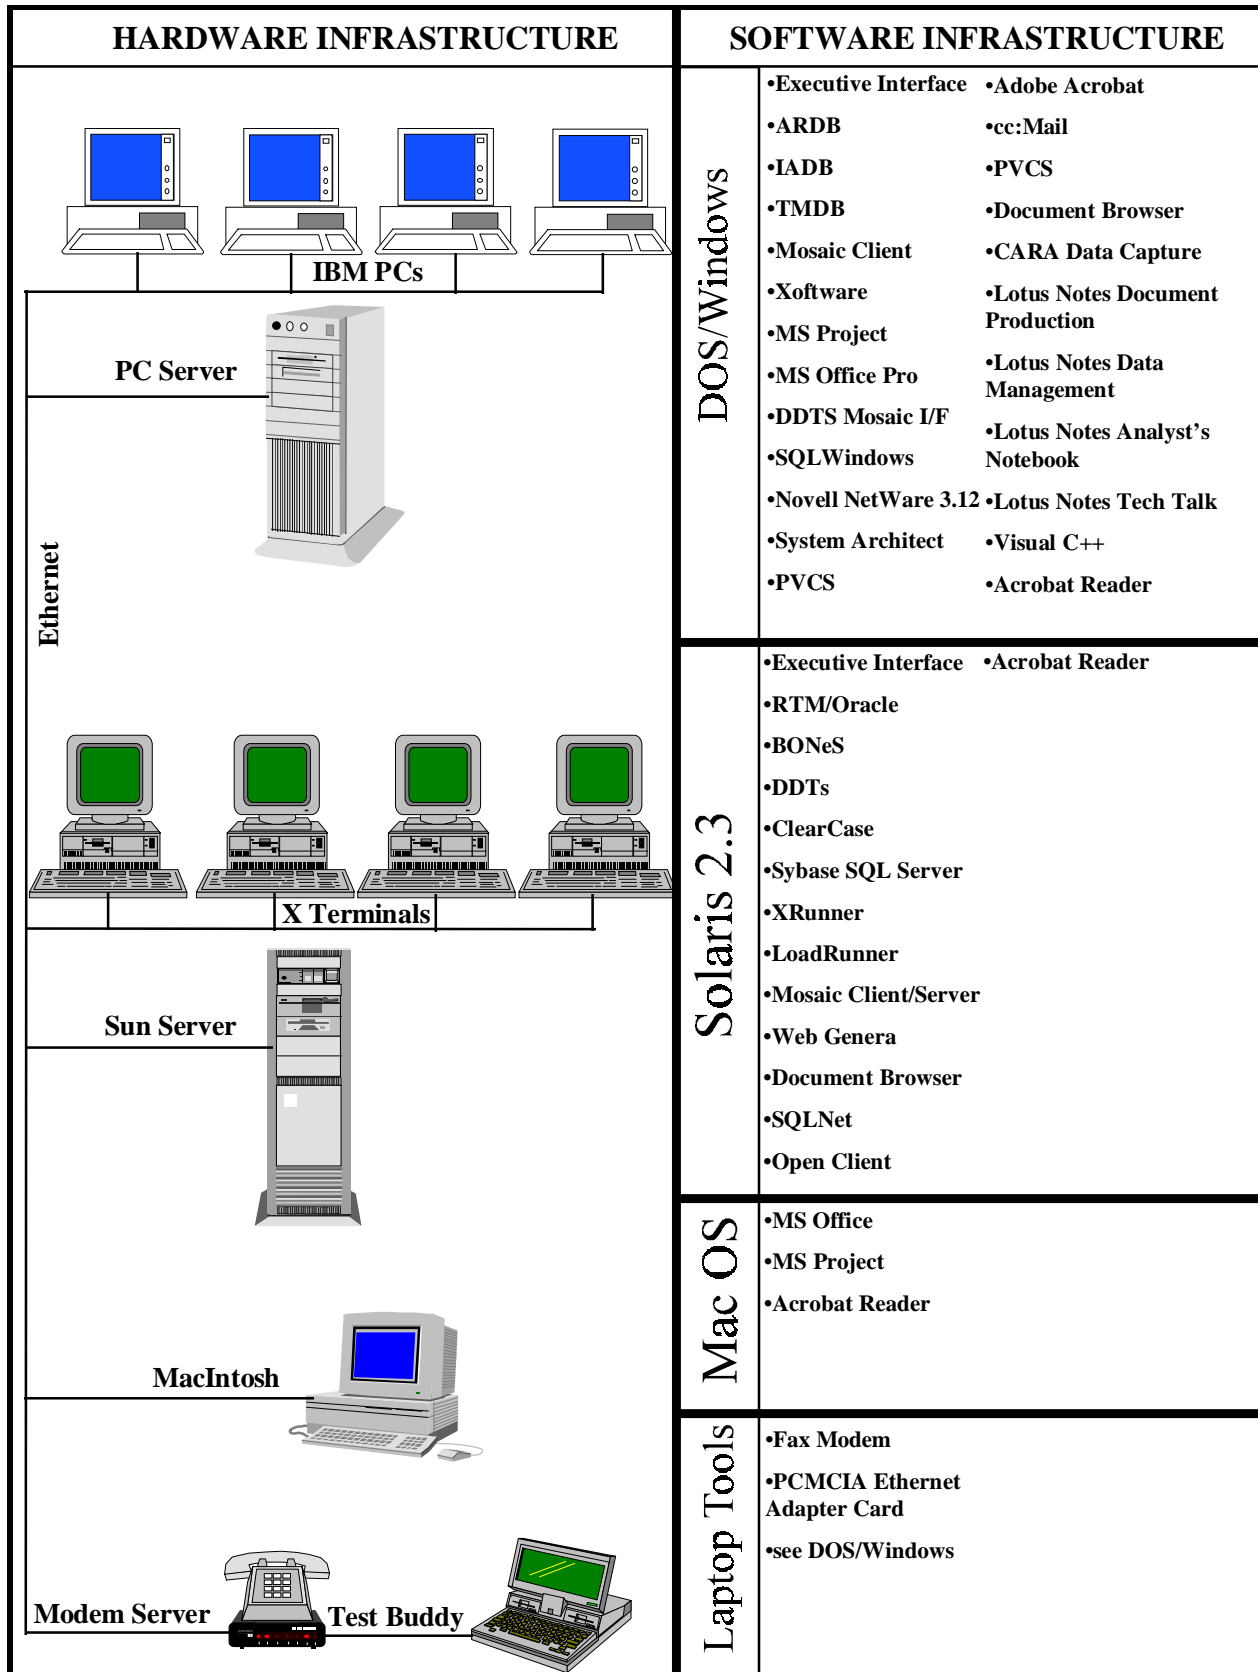 HARDWARE INFRASTRUCTURE
IBM PCs
PC Server
Ethernet
X Terminals
Sun Server
MacIntosh
Modem Server
Test Buddy
SOFTWARE INFRASTRUCTURE
DOS/Windows
•Executive Interface
•ARDB
•IADB
•TMDB
•Mosaic Client
•Xoftware
•MS Project
•MS Office Pro
•DDTS Mosaic I/F
•SQLWindows
•Novell NetWare 3.12
•System Architect
•PVCS
•Adobe Acrobat
•cc:Mail
•PVCS
•Document Browser
•CARA Data Capture
•Lotus Notes Document
Production
•Lotus Notes Data
Management
•Lotus Notes Analyst's
Notebook
•Lotus Notes Tech Talk
•Visual C++
•Acrobat Reader
Solaris 2.3
•Executive Interface
•RTM/Oracle
•BONeS
•DDTs
•ClearCase
•Sybase SQL Server
•XRunner
•LoadRunner
•Mosaic Client/Server
•Web Genera
•Document Browser
•SQLNet
•Open Client
•Acrobat Reader
Mac OS
•MS Office
•MS Project
•Acrobat Reader
Laptop Tools
•Fax Modem
•PCMCIA Ethernet
Adapter Card
•see DOS/Windows